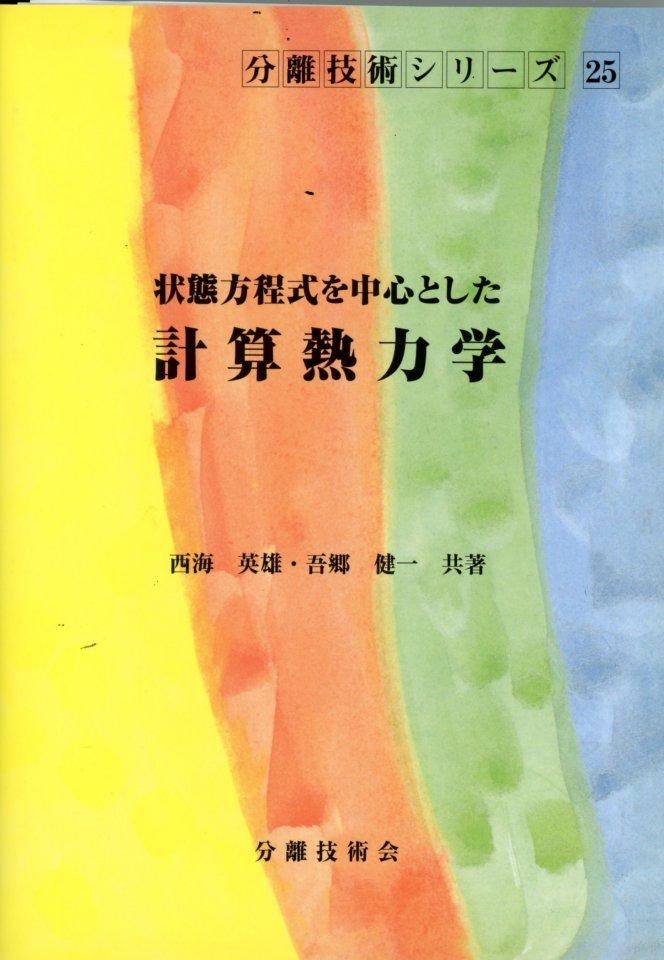 分離技術シリーズ 25
状態方程式を中心とした
計算熱力学
西海 英雄・吾郷 健一 共著
分離技術会